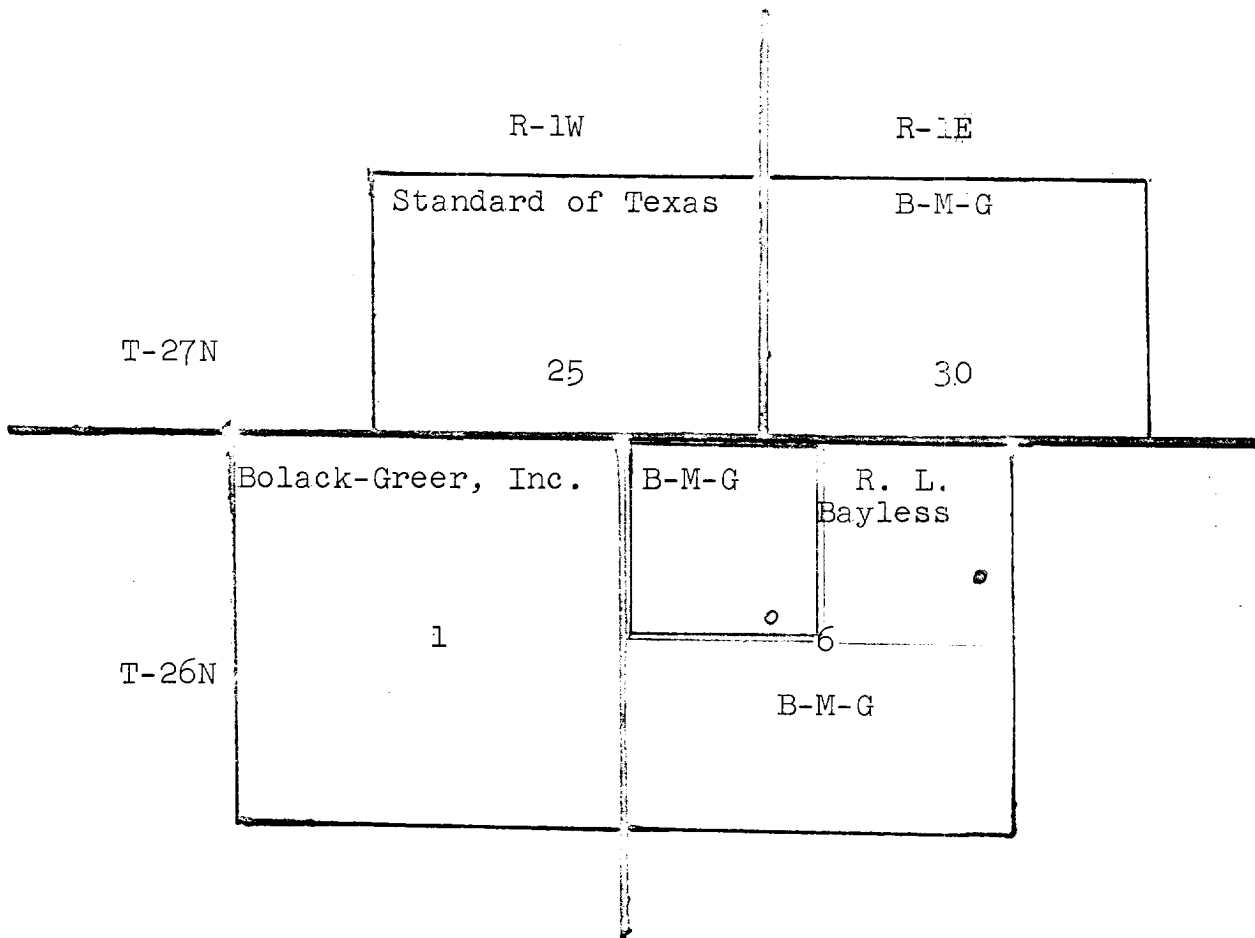 R-1W R-1E
Standard of Texas B-M-G
T-27N
25 30
Bolack-Greer, Inc. B-M-G R. L.
Bayless
1 6
T-26N
B-M-G